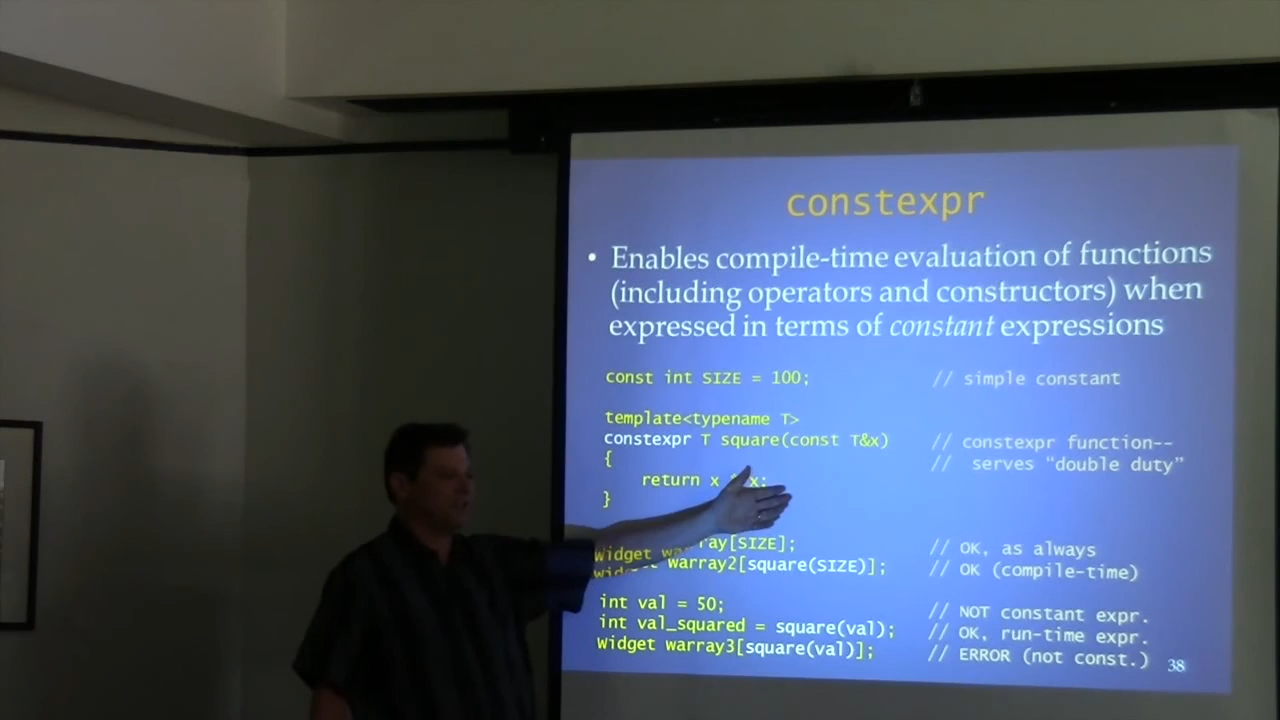 constexpr
• Enables compile-time evaluation of functions
(including operators and constructors) when
expressed in terms of constant expressions
const int SIZE = 100; // simple constant
template<typename T>
constexpr T square(const T&x) // constexpr function--
{ // serves “double duty”
return x * x;
}
Widget warray[SIZE]; // OK, as always
Widget warray2[square(SIZE)]; // OK (compile-time)
int val = 50; // NOT constant expr.
int val_squared = square(val); // OK, run-time expr.
Widget warray3[square(val)]; // ERROR (not const.)
38